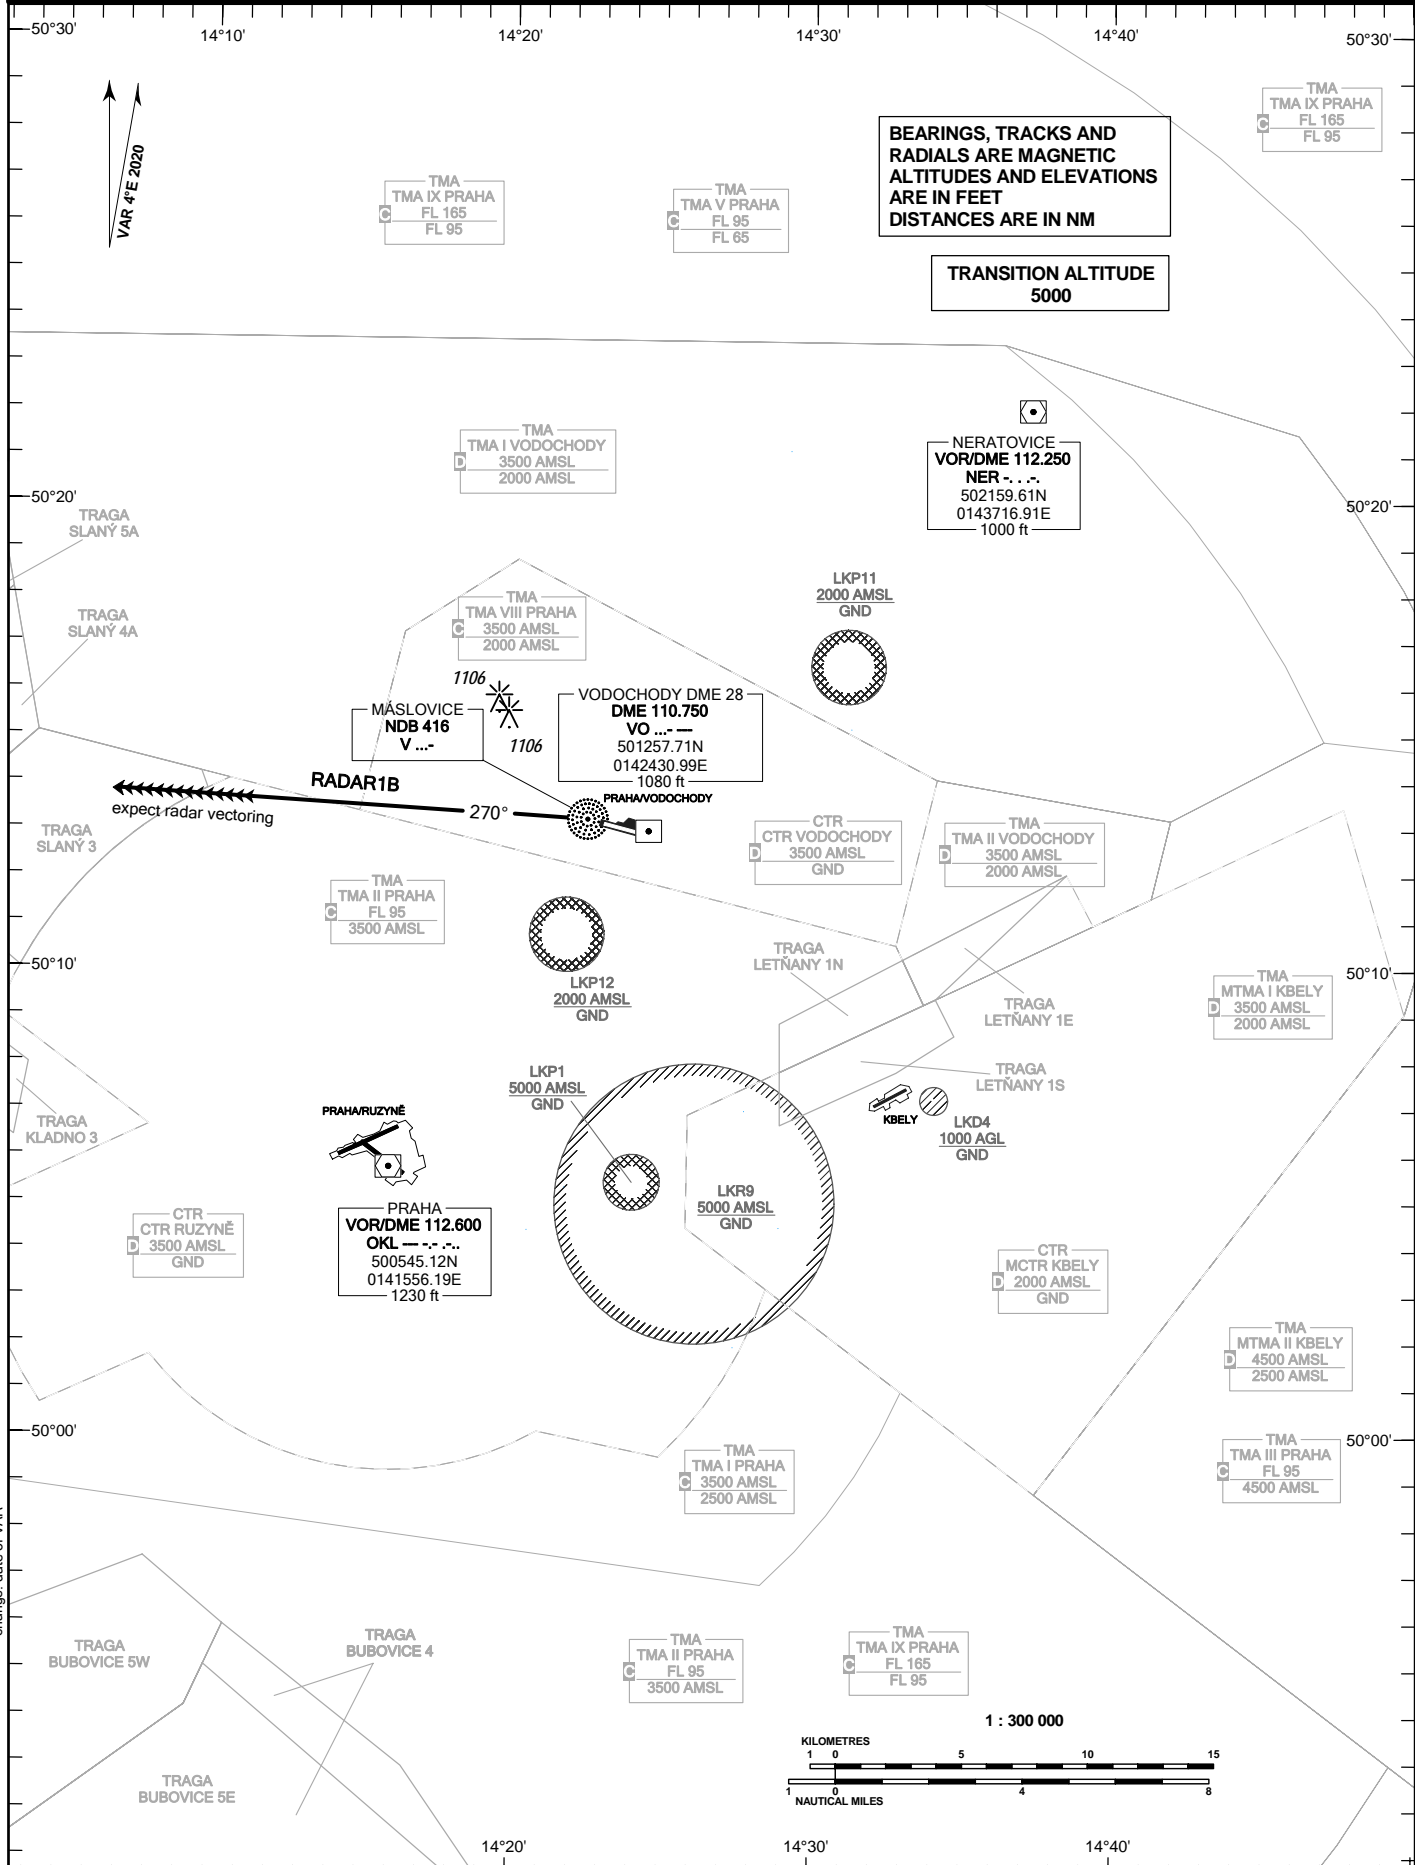 50°30'
14°10'
14°20'
14°30'
14°40'
50°30'
VAR 4°E 2020
BEARINGS, TRACKS AND
RADIALS ARE MAGNETIC
ALTITUDES AND ELEVATIONS
ARE IN FEET
DISTANCES ARE IN NM
TRANSITION ALTITUDE
5000
TMA
TMA IX PRAHA
C
FL 165
FL 95
TMA
TMA IX PRAHA
C
FL 165
FL 95
TMA
TMA V PRAHA
C
FL 95
FL 65
TMA
TMA I VODOCHODY
D
3500 AMSL
2000 AMSL
NERATOVICE
VOR/DME 112.250
NER -. . .-.
502159.61N
0143716.91E
1000 ft
50°20'
50°20'
TRAGA
SLANÝ 5A
TRAGA
SLANÝ 4A
TMA
TMA VIII PRAHA
C
3500 AMSL
2000 AMSL
LKP11
2000 AMSL
GND
1106
1106
MĀSLOVICE
NDB 416
V ...-
VODOCHODY DME 28
DME 110.750
VO ...- ---
501257.71N
0142430.99E
1080 ft
PRAHA/VODOCHODY
RADAR1B
270°
expect radar vectoring
TRAGA
SLANÝ 3
CTR
CTR VODOCHODY
D
3500 AMSL
GND
TMA
TMA II VODOCHODY
D
3500 AMSL
2000 AMSL
TMA
TMA II PRAHA
C
FL 95
3500 AMSL
50°10'
50°10'
LKP12
2000 AMSL
GND
TRAGA
LETŇANY 1N
TRAGA
LETŇANY 1E
TMA
MTMA I KBELY
D
3500 AMSL
2000 AMSL
LKP1
5000 AMSL
GND
TRAGA
LETŇANY 1S
TRAGA
KLADNO 3
PRAHA/RUZYNĚ
KBELY
LKD4
1000 AGL
GND
LKR9
5000 AMSL
GND
PRAHA
VOR/DME 112.600
OKL --- -.- .-..
500545.12N
0141556.19E
1230 ft
CTR
CTR RUZYNĚ
D
3500 AMSL
GND
CTR
MCTR KBELY
D
2000 AMSL
GND
TMA
MTMA II KBELY
D
4500 AMSL
2500 AMSL
50°00'
50°00'
TMA
TMA I PRAHA
C
3500 AMSL
2500 AMSL
TMA
TMA III PRAHA
C
FL 95
4500 AMSL
TRAGA
BUBOVICE 5W
TRAGA
BUBOVICE 4
TMA
TMA II PRAHA
C
FL 95
3500 AMSL
TMA
TMA IX PRAHA
C
FL 165
FL 95
TRAGA
BUBOVICE 5E
1 : 300 000
KILOMETRES
1 0 5 10 15
1 0 4 8
NAUTICAL MILES
14°20'
14°30'
14°40'